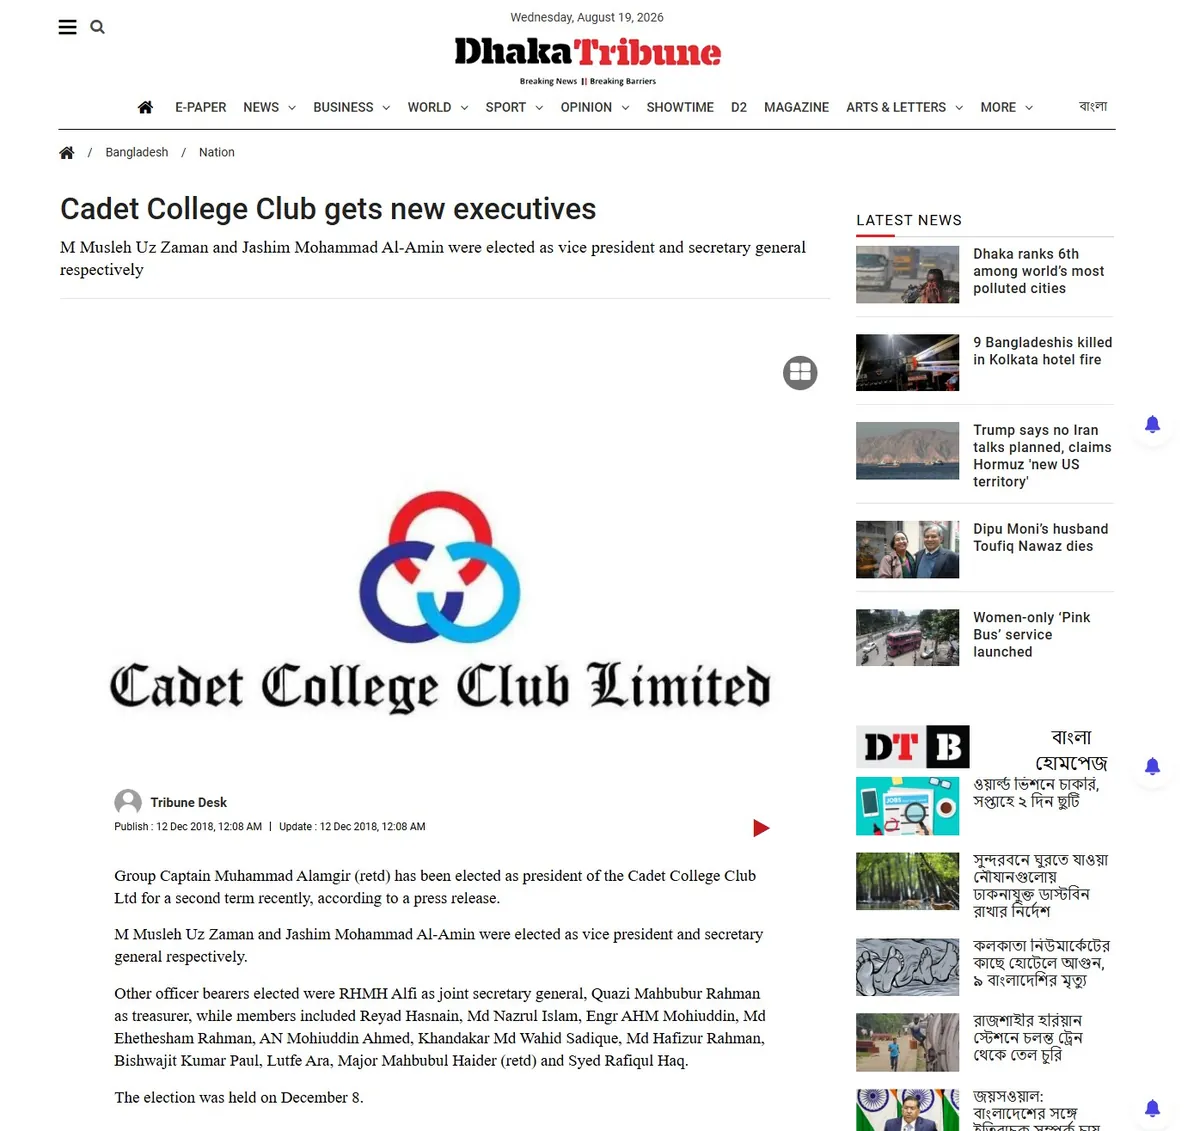 Wednesday, August 19, 2026
DhakaTribune
Breaking News || Breaking Barriers
E-PAPER NEWS BUSINESS WORLD SPORT OPINION SHOWTIME D2 MAGAZINE ARTS & LETTERS MORE বাংলা
/ Bangladesh / Nation
Cadet College Club gets new executives
M Musleh Uz Zaman and Jashim Mohammad Al-Amin were elected as vice president and secretary general
respectively
Cadet College Club Limited
Tribune Desk
Publish : 12 Dec 2018, 12:08 AM | Update : 12 Dec 2018, 12:08 AM
Group Captain Muhammad Alamgir (retd) has been elected as president of the Cadet College Club
Ltd for a second term recently, according to a press release.
M Musleh Uz Zaman and Jashim Mohammad Al-Amin were elected as vice president and secretary
general respectively.
Other officer bearers elected were RHMH Alfi as joint secretary general, Quazi Mahbubur Rahman
as treasurer, while members included Reyad Hasnain, Md Nazrul Islam, Engr AHM Mohiuddin, Md
Ehethesham Rahman, AN Mohiuddin Ahmed, Khandakar Md Wahid Sadique, Md Hafizur Rahman,
Bishwajit Kumar Paul, Lutfe Ara, Major Mahbubul Haider (retd) and Syed Rafiqul Haq.
The election was held on December 8.
LATEST NEWS
Dhaka ranks 6th
among world’s most
polluted cities
9 Bangladeshis killed
in Kolkata hotel fire
Trump says no Iran
talks planned, claims
Hormuz 'new US
territory'
Dipu Moni’s husband
Toufiq Nawaz dies
Women-only ‘Pink
Bus’ service
launched
DT B
বাংলা
হোমপেজ
ওয়ার্ল্ড ভিশনে চাকরি,
সপ্তাহে ২ দিন ছুটি
JOBS
সুন্দরবনে ঘুরতে যাওয়া
নৌযানগুলোয়
ঢাকনাযুক্ত ডাস্টবিন
রাখার নির্দেশ
কলকাতা নিউমার্কেটের
কাছে হোটেলে আগুন,
৯ বাংলাদেশির মৃত্যু
রাজশাহীর হরিয়ান
স্টেশনে চলন্ত ট্রেন
থেকে তেল চুরি
জয়সওয়াল:
বাংলাদেশের সঙ্গে
ইতিবাচক সম্পর্ক চায়